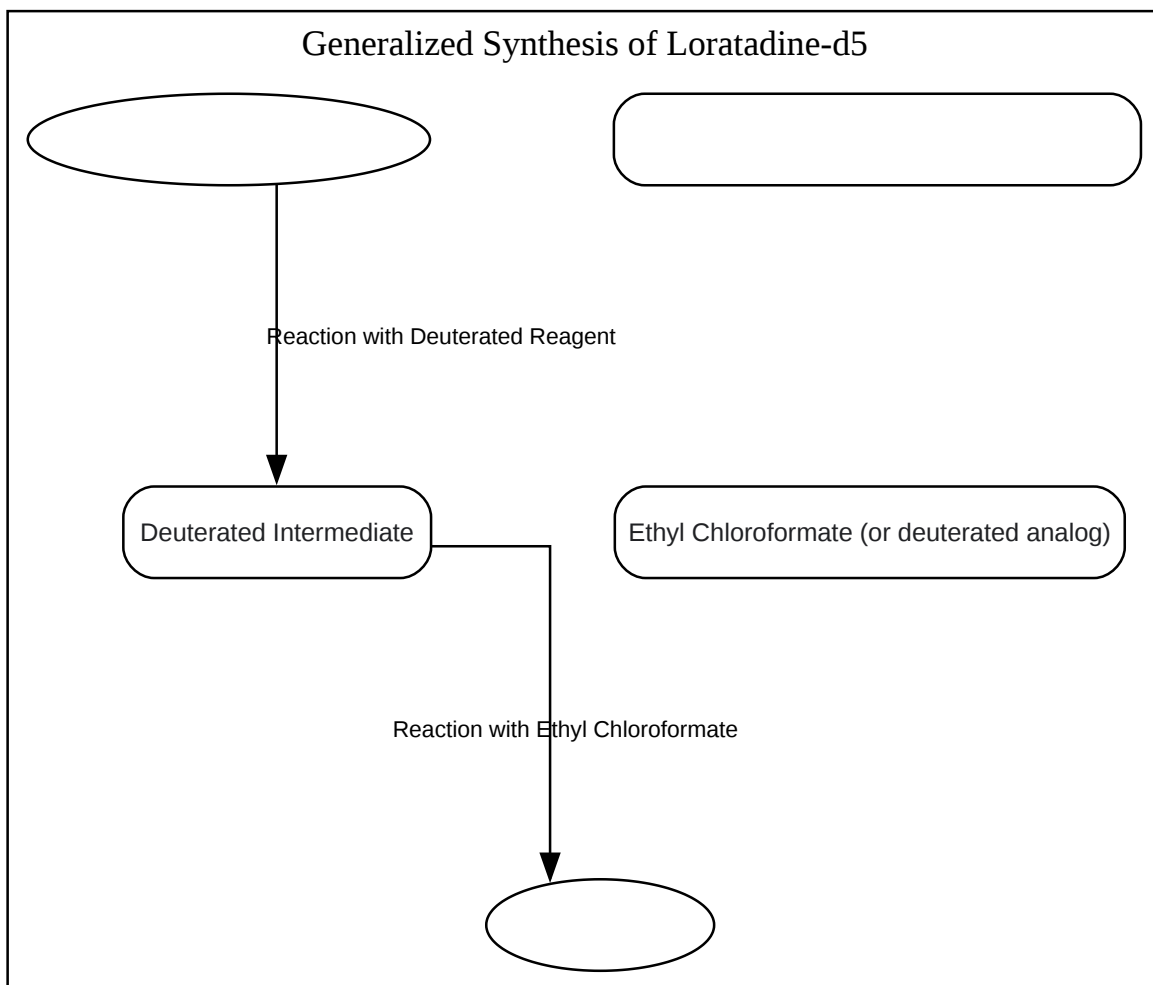 Generalized Synthesis of Loratadine-d5
Reaction with Deuterated Reagent
Deuterated Intermediate
Ethyl Chloroformate (or deuterated analog)
Reaction with Ethyl Chloroformate